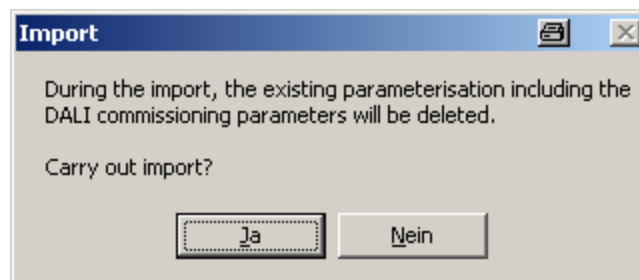 Import
During the import, the existing parameterisation including the
DALI commissioning parameters will be deleted.
Carry out import?
Ja
Nein